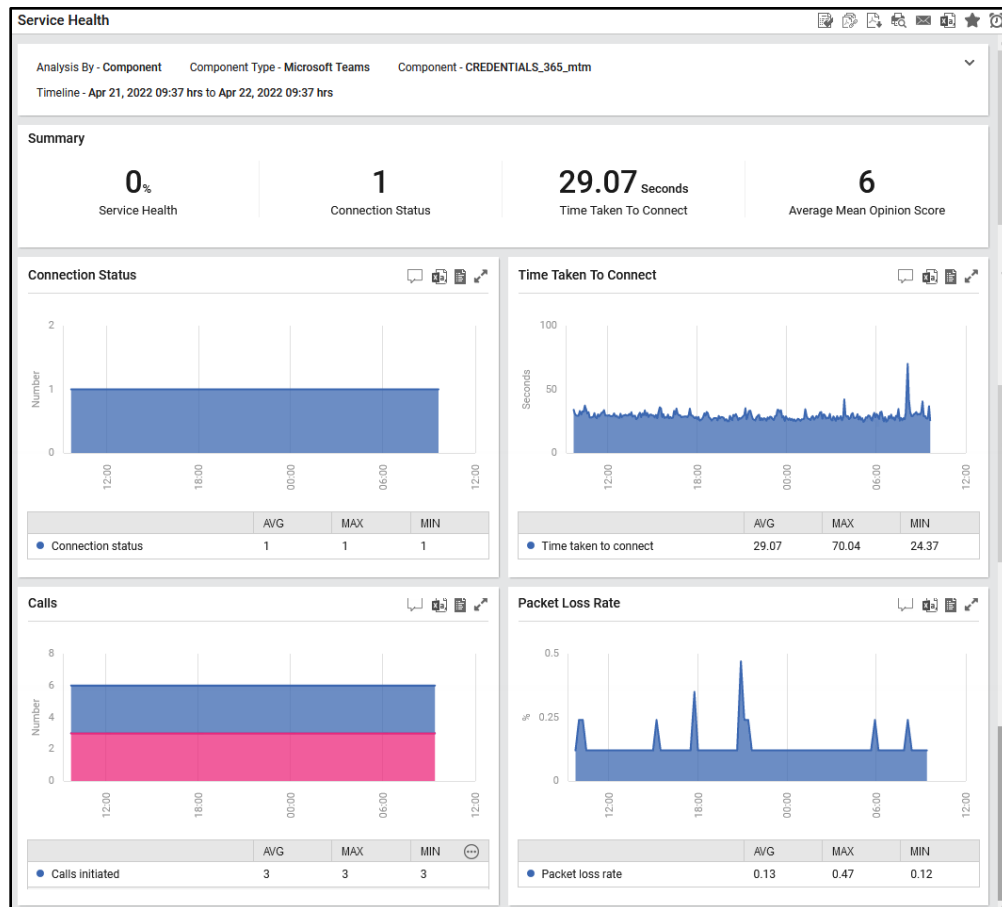 Service Health
Analysis By - Component Component Type - Microsoft Teams Component - CREDENTIALS_365_mtm
Timeline - Apr 21, 2022 09:37 hrs to Apr 22, 2022 09:37 hrs
Summary
0% 1 29.07 Seconds 6
Service Health Connection Status Time Taken To Connect Average Mean Opinion Score
Connection Status
2
1
0
Number
12:00 18:00 00:00 06:00 12:00
AVG MAX MIN
Connection status 1 1 1
Time Taken To Connect
100
50
0
Seconds
12:00 18:00 00:00 06:00 12:00
AVG MAX MIN
Time taken to connect 29.07 70.04 24.37
Calls
8
6
4
2
0
Number
12:00 18:00 00:00 06:00 12:00
AVG MAX MIN
Calls initiated 3 3 3
Packet Loss Rate
0.5
0.25
0
%
12:00 18:00 00:00 06:00 12:00
AVG MAX MIN
Packet loss rate 0.13 0.47 0.12